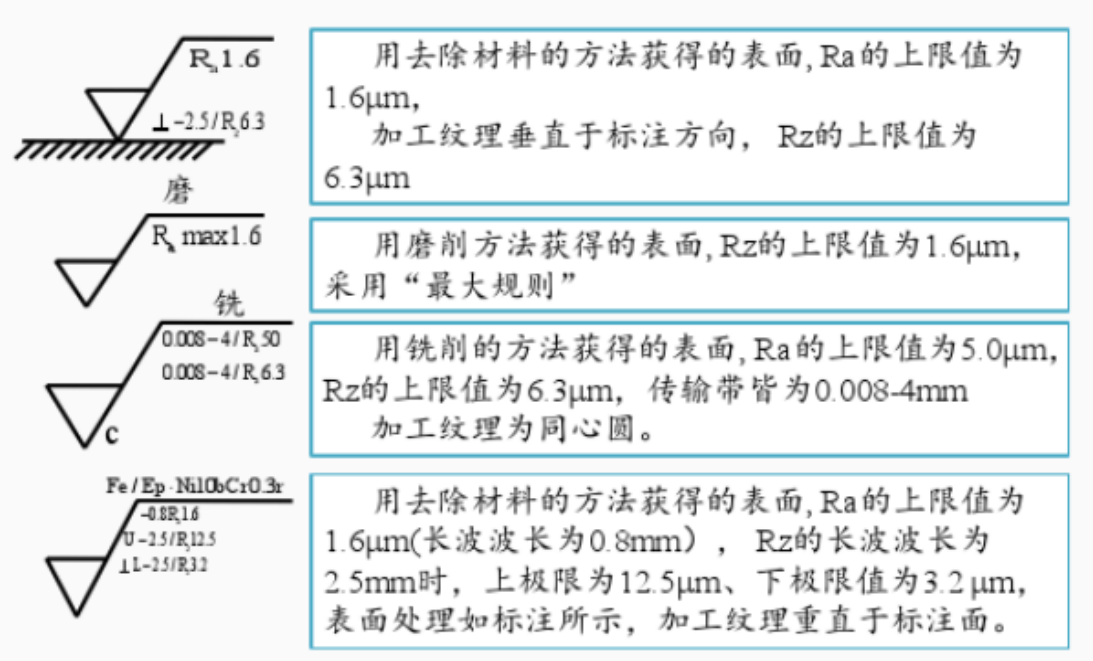 Ra 1.6
⊥ -2.5/Rz 6.3
用去除材料的方法获得的表面,Ra的上限值为
1.6μm,
加工纹理垂直于标注方向, Rz的上限值为
6.3μm
磨
max1.6
用磨削方法获得的表面,Rz的上限值为1.6μm,
采用“最大规则”
铣
0.008-4/R 50
0.008-4/R 6.3
C
用铣削的方法获得的表面,Ra的上限值为5.0μm,
Rz的上限值为6.3μm, 传输带皆为0.008-4mm
加工纹理为同心圆。
Fe/Ep·Ni10bCr0.3r
-0.8R 1.6
U-2.5/R 12.5
⊥L-2.5/R 3.2
用去除材料的方法获得的表面,Ra的上限值为
1.6μm(长波波长为0.8mm), Rz的长波波长为
2.5mm时, 上极限为12.5μm、下极限值为3.2μm,
表面处理如标注所示, 加工纹理重直于标注面。